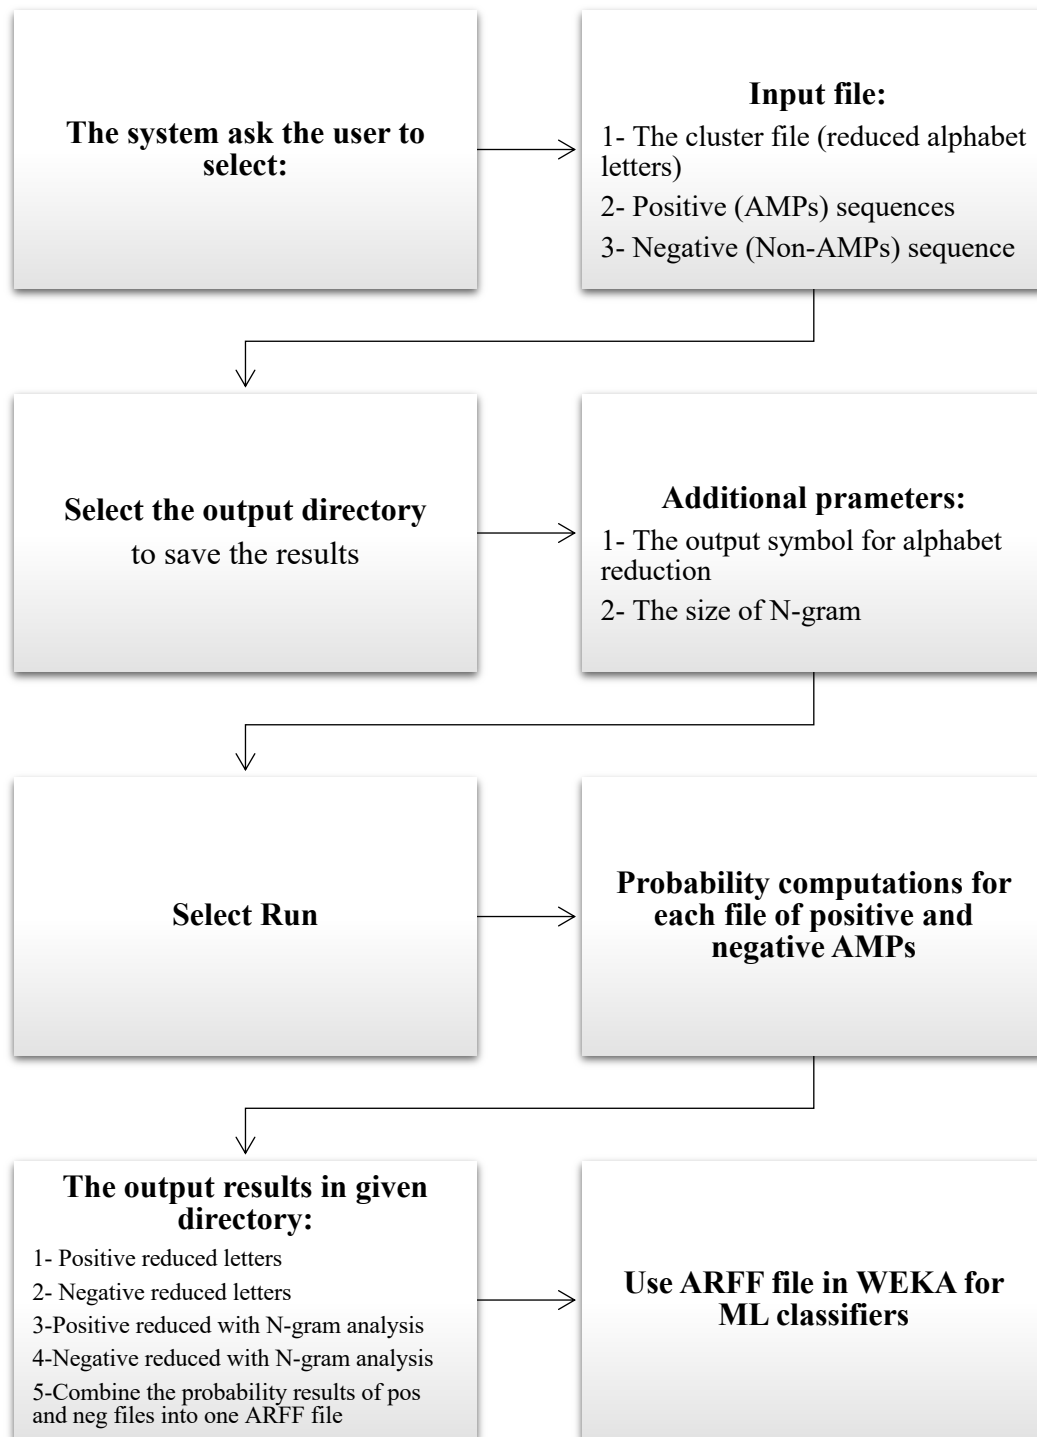 The system ask the user to
select:
Input file:
1- The cluster file (reduced alphabet
letters)
2- Positive (AMPs) sequences
3- Negative (Non-AMPs) sequence
Select the output directory
to save the results
Additional prameters:
1- The output symbol for alphabet
reduction
2- The size of N-gram
Select Run
Probability computations for
each file of positive and
negative AMPs
The output results in given
directory:
1- Positive reduced letters
2- Negative reduced letters
3-Positive reduced with N-gram analysis
4-Negative reduced with N-gram analysis
5-Combine the probability results of pos
and neg files into one ARFF file
Use ARFF file in WEKA for
ML classifiers